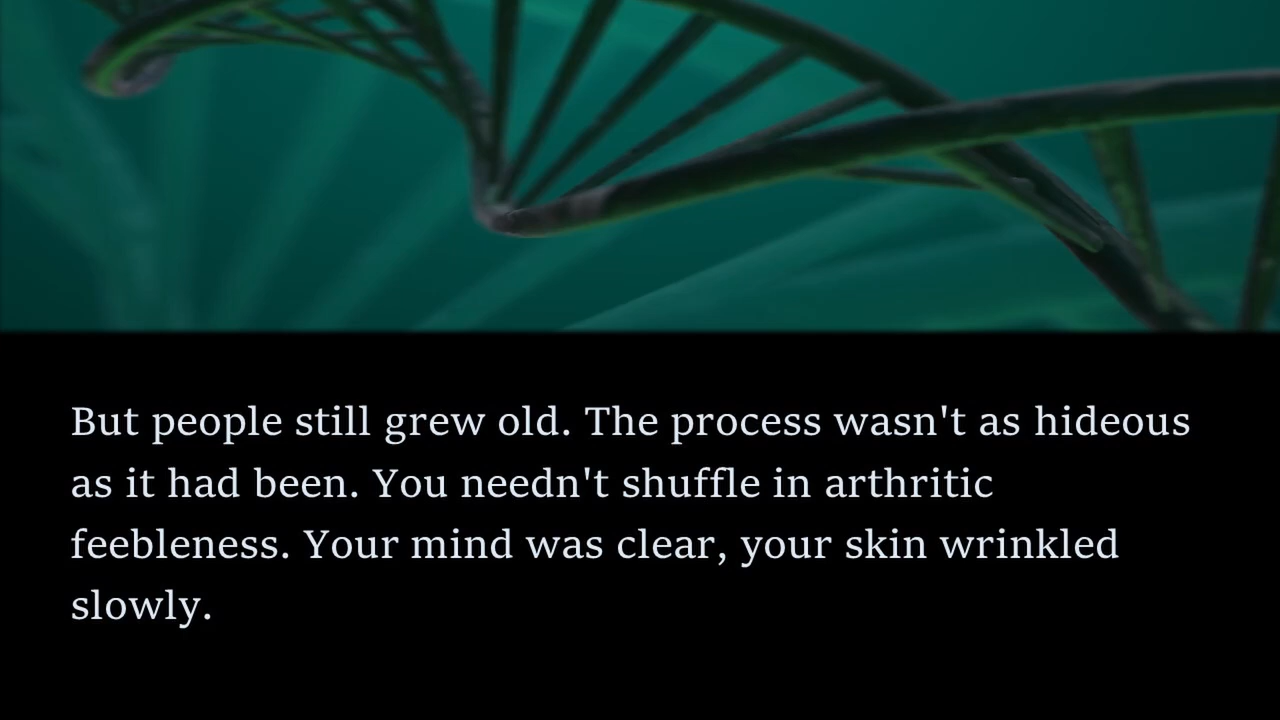 But people still grew old. The process wasn't as hideous
as it had been. You needn't shuffle in arthritic
feebleness. Your mind was clear, your skin wrinkled
slowly.